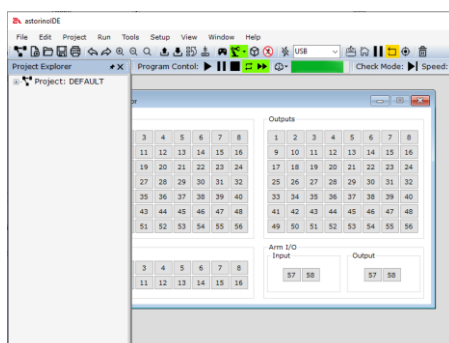 astorinoIDE
File Edit Project Run Tools Setup View Window Help
USB
Project Explorer
Program Contol:
Check Mode:
Speed:
Project: DEFAULT
or
3 4 5 6 7 8
11 12 13 14 15 16
19 20 21 22 23 24
27 28 29 30 31 32
35 36 37 38 39 40
43 44 45 46 47 48
51 52 53 54 55 56
3 4 5 6 7 8
11 12 13 14 15 16
Outputs
1 2 3 4 5 6 7 8
9 10 11 12 13 14 15 16
17 18 19 20 21 22 23 24
25 26 27 28 29 30 31 32
33 34 35 36 37 38 39 40
41 42 43 44 45 46 47 48
49 50 51 52 53 54 55 56
Arm I/O
Input Output
57 58 57 58